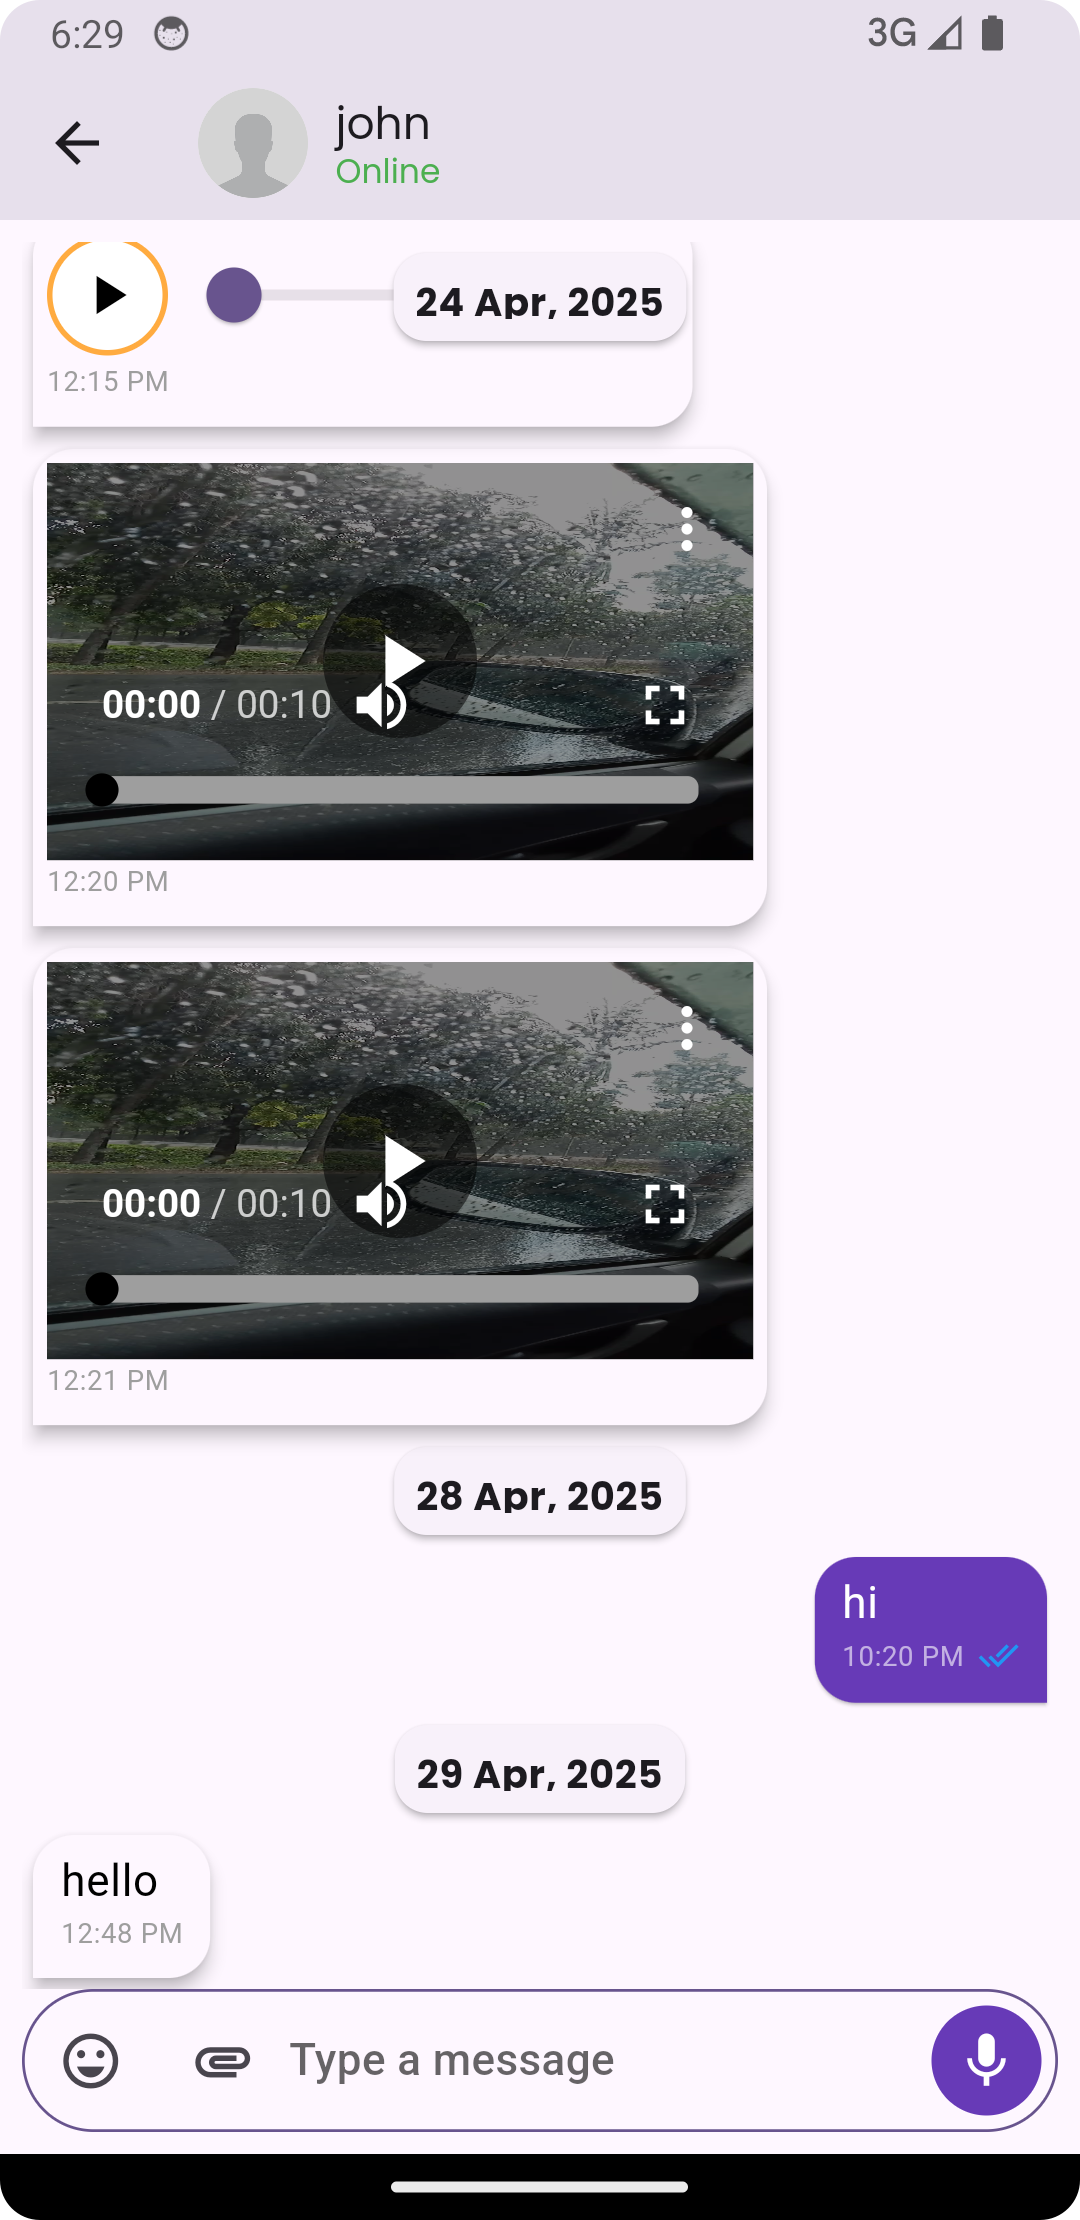 6:29
3G
john
Online
24 Apr, 2025
12:15 PM
00:00 / 00:10
12:20 PM
00:00 / 00:10
12:21 PM
28 Apr, 2025
hi
10:20 PM
29 Apr, 2025
hello
12:48 PM
Type a message